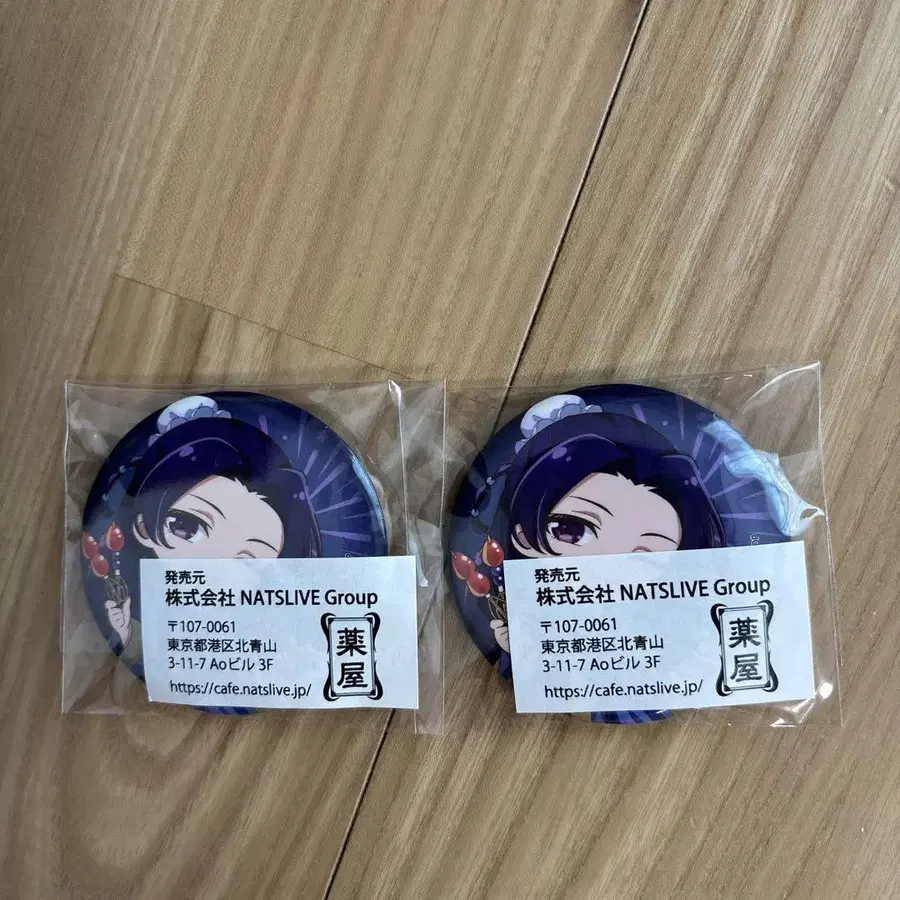 発売元
株式会社 NATSLIVE Group
〒107-0061
東京都港区北青山
3-11-7 Aoビル 3F
https://cafe.natslive.jp/
薬屋
発売元
株式会社 NATSLIVE Group
〒107-0061
東京都港区北青山
3-11-7 Aoビル 3F
https://cafe.natslive.jp/
薬屋